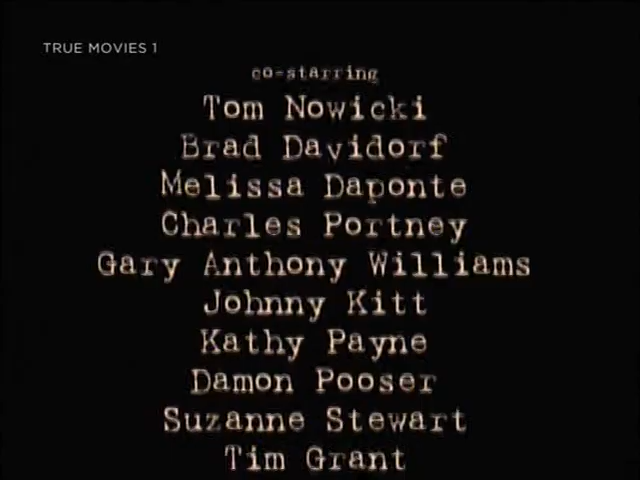 TRUE MOVIES 1
co-starring
Tom Nowicki
Brad Davidorf
Melissa Daponte
Charles Portney
Gary Anthony Williams
Johnny Kitt
Kathy Payne
Damon Pooser
Suzanne Stewart
Tim Grant